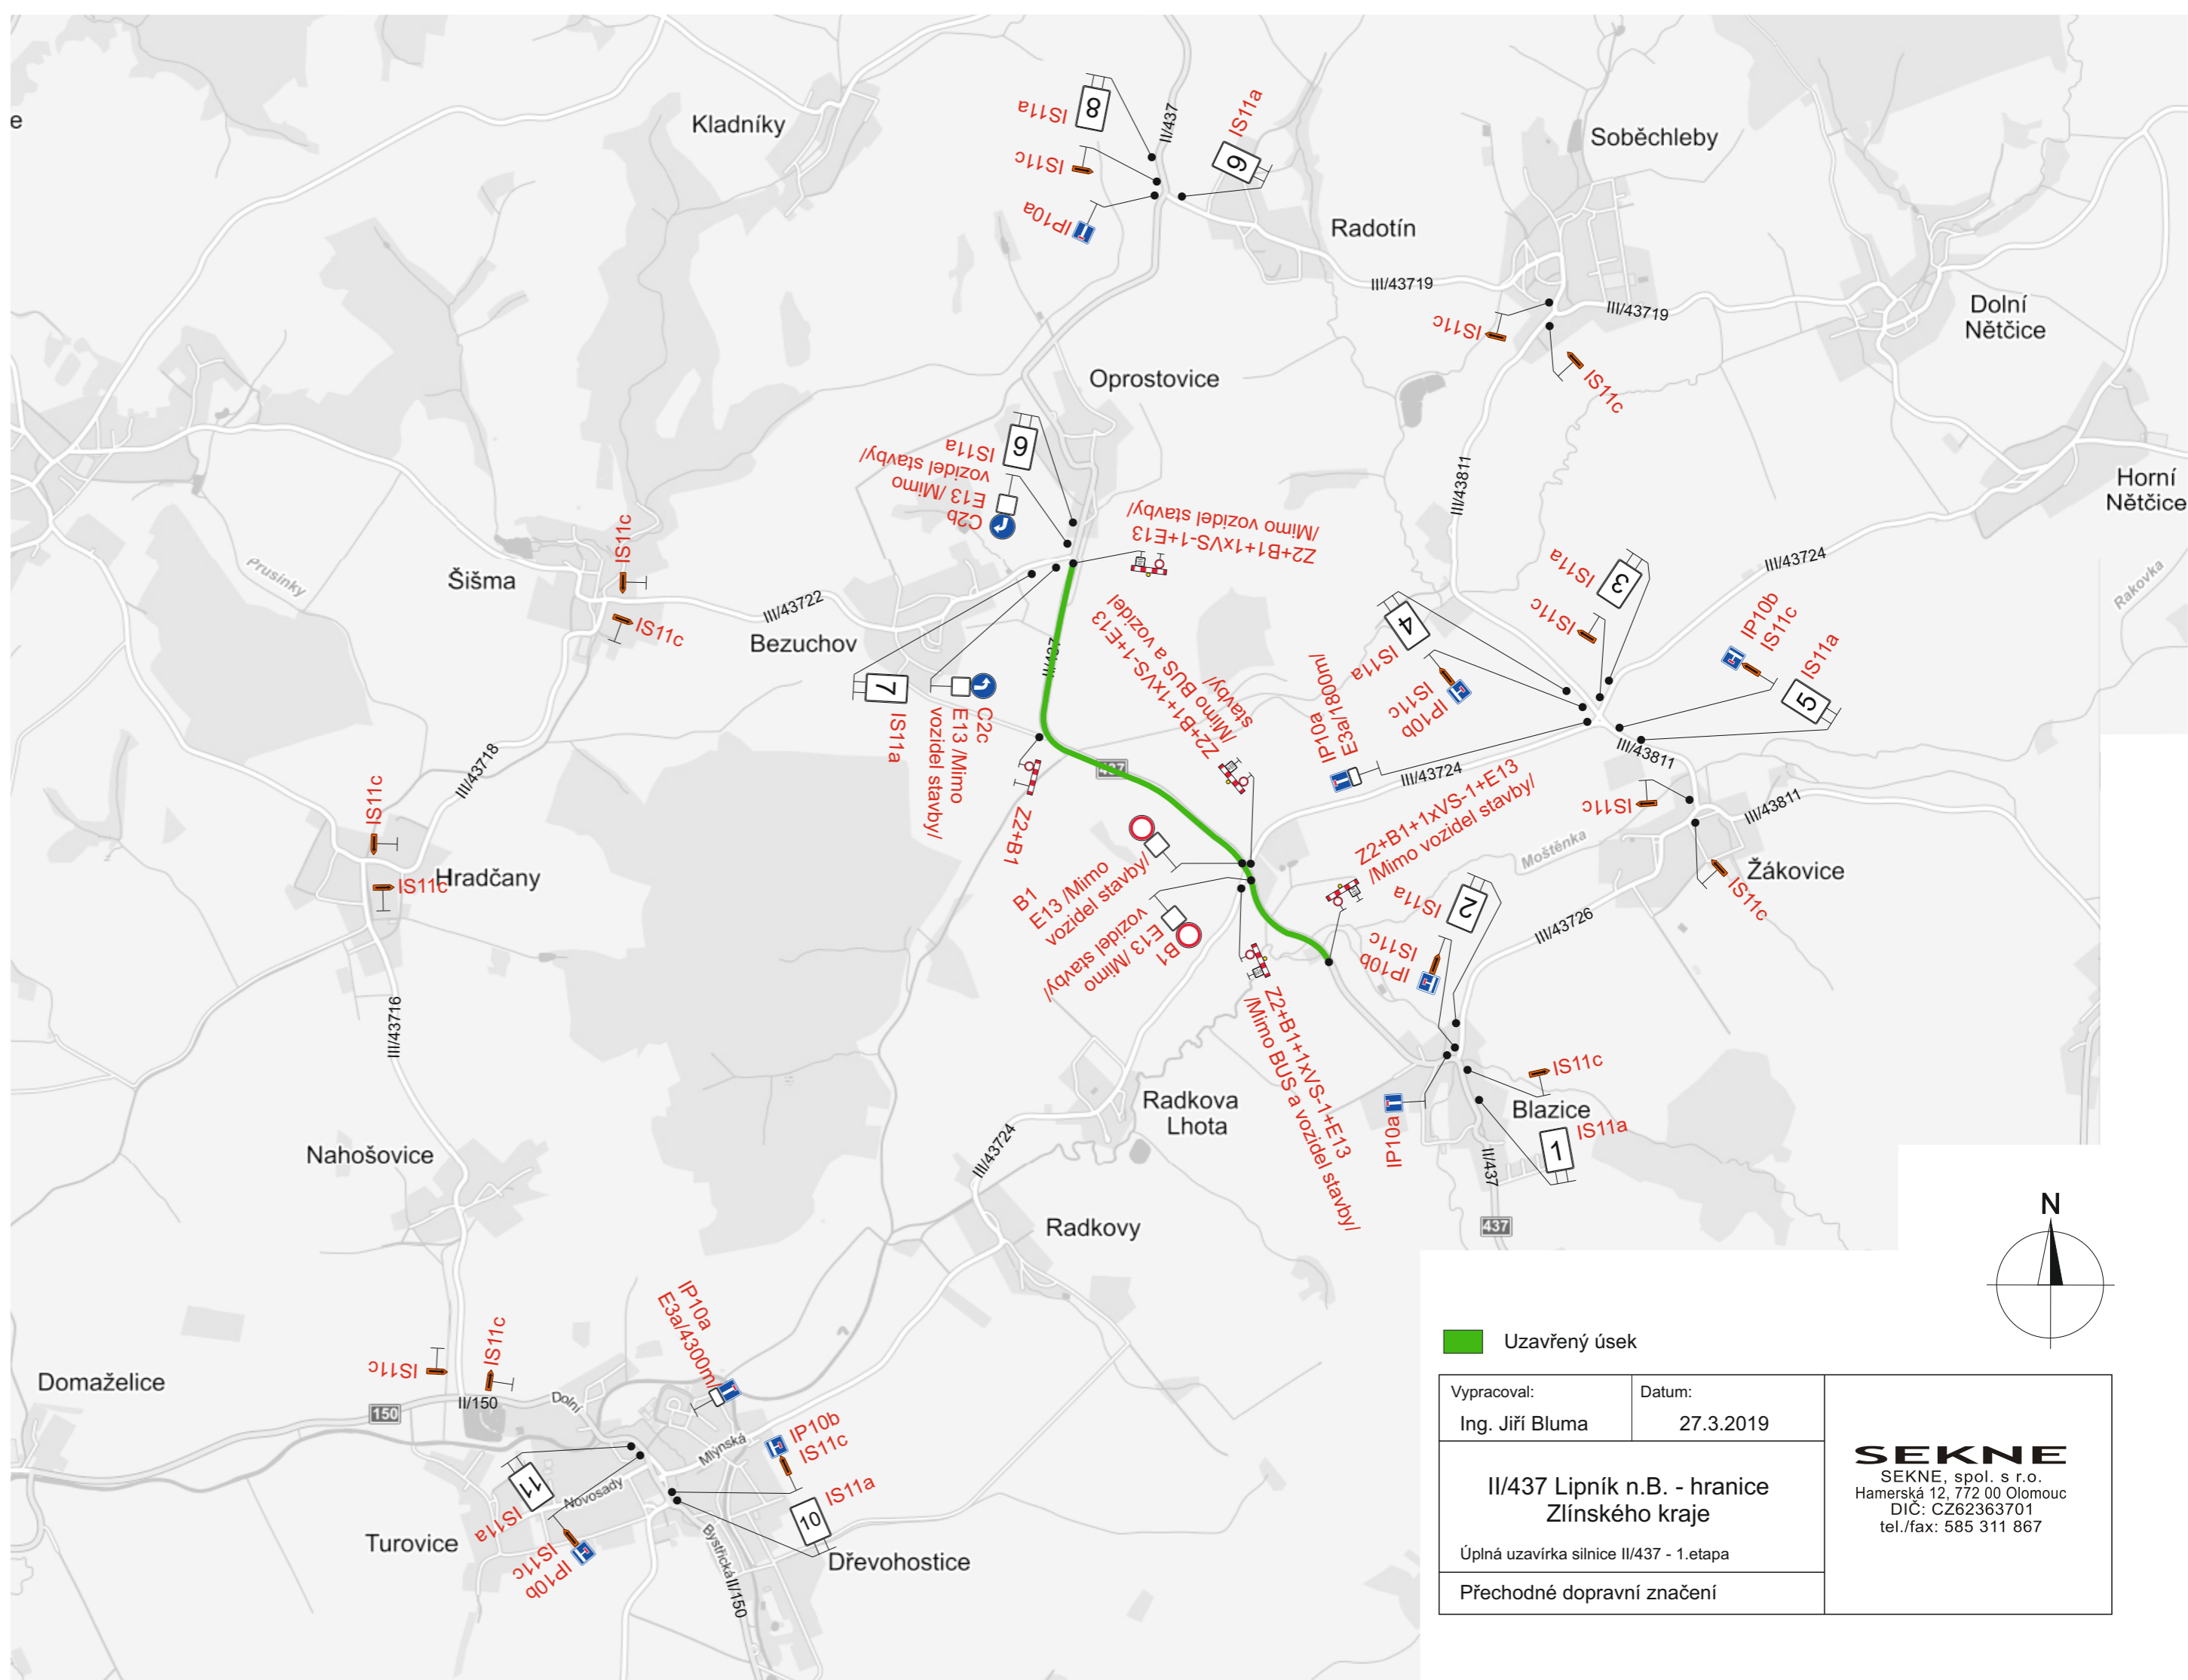 e
Kladníky
8
IS11a
IS11c
IP10a
II/437
9
IS11a
Soběchleby
Radotín
III/43719
III/43719
IS11c
IS11c
Dolní
Nětčice
Horní
Nětčice
Oprostovice
6
IS11a
C2b
E13 /Mimo
vozidel stavby/
Z2+B1+1xVS-1+E13
/Mimo vozidel stavby/
III/43811
Prusinky
Šišma
IS11c
IS11c
III/43722
Bezuchov
7
IS11a
C2c
E13 /Mimo
vozidel stavby/
II/437
Z2+B1+1xVS-1+E13
/Mimo BUS a vozidel
stavby/
3
IS11a
IS11c
4
IS11a
IS11c
IP10b
III/43724
Rakovka
IP10b
IS11c
IS11a
5
IP10a
E3a/1800m/
III/43724
III/43811
437
Z2+B1
III/43718
IS11c
IS11c
Hradčany
IS11c
III/43811
Moštěnka
Žákovice
IS11c
B1
E13 /Mimo
vozidel stavby/
B1
E13 /Mimo
vozidel stavby/
Z2+B1+1xVS-1+E13
/Mimo vozidel stavby/
2
IS11a
IS11c
IP10b
III/43726
III/43716
Z2+B1+1xVS-1+E13
/Mimo BUS a vozidel stavby/
Radkova
Lhota
IP10a
IS11c
Blazice
IS11a
1
II/437
437
Nahošovice
III/43724
Radkovy
N
IS11c
IS11c
Domaželice
150
II/150
Dolní
IP10a
E3a/4300m/
Mlýnská
IP10b
IS11c
IS11a
10
11
IS11a
Novosady
IS11c
IP10b
Turovice
Bystřická
II/150
Dřevohostice
Uzavřený úsek
Vypracoval:
Ing. Jiří Bluma
Datum:
27.3.2019
II/437 Lipník n.B. - hranice
Zlínského kraje
Úplná uzavírka silnice II/437 - 1.etapa
Přechodné dopravní značení
SEKNE
SEKNE, spol. s r.o.
Hamerská 12, 772 00 Olomouc
DIČ: CZ62363701
tel./fax: 585 311 867